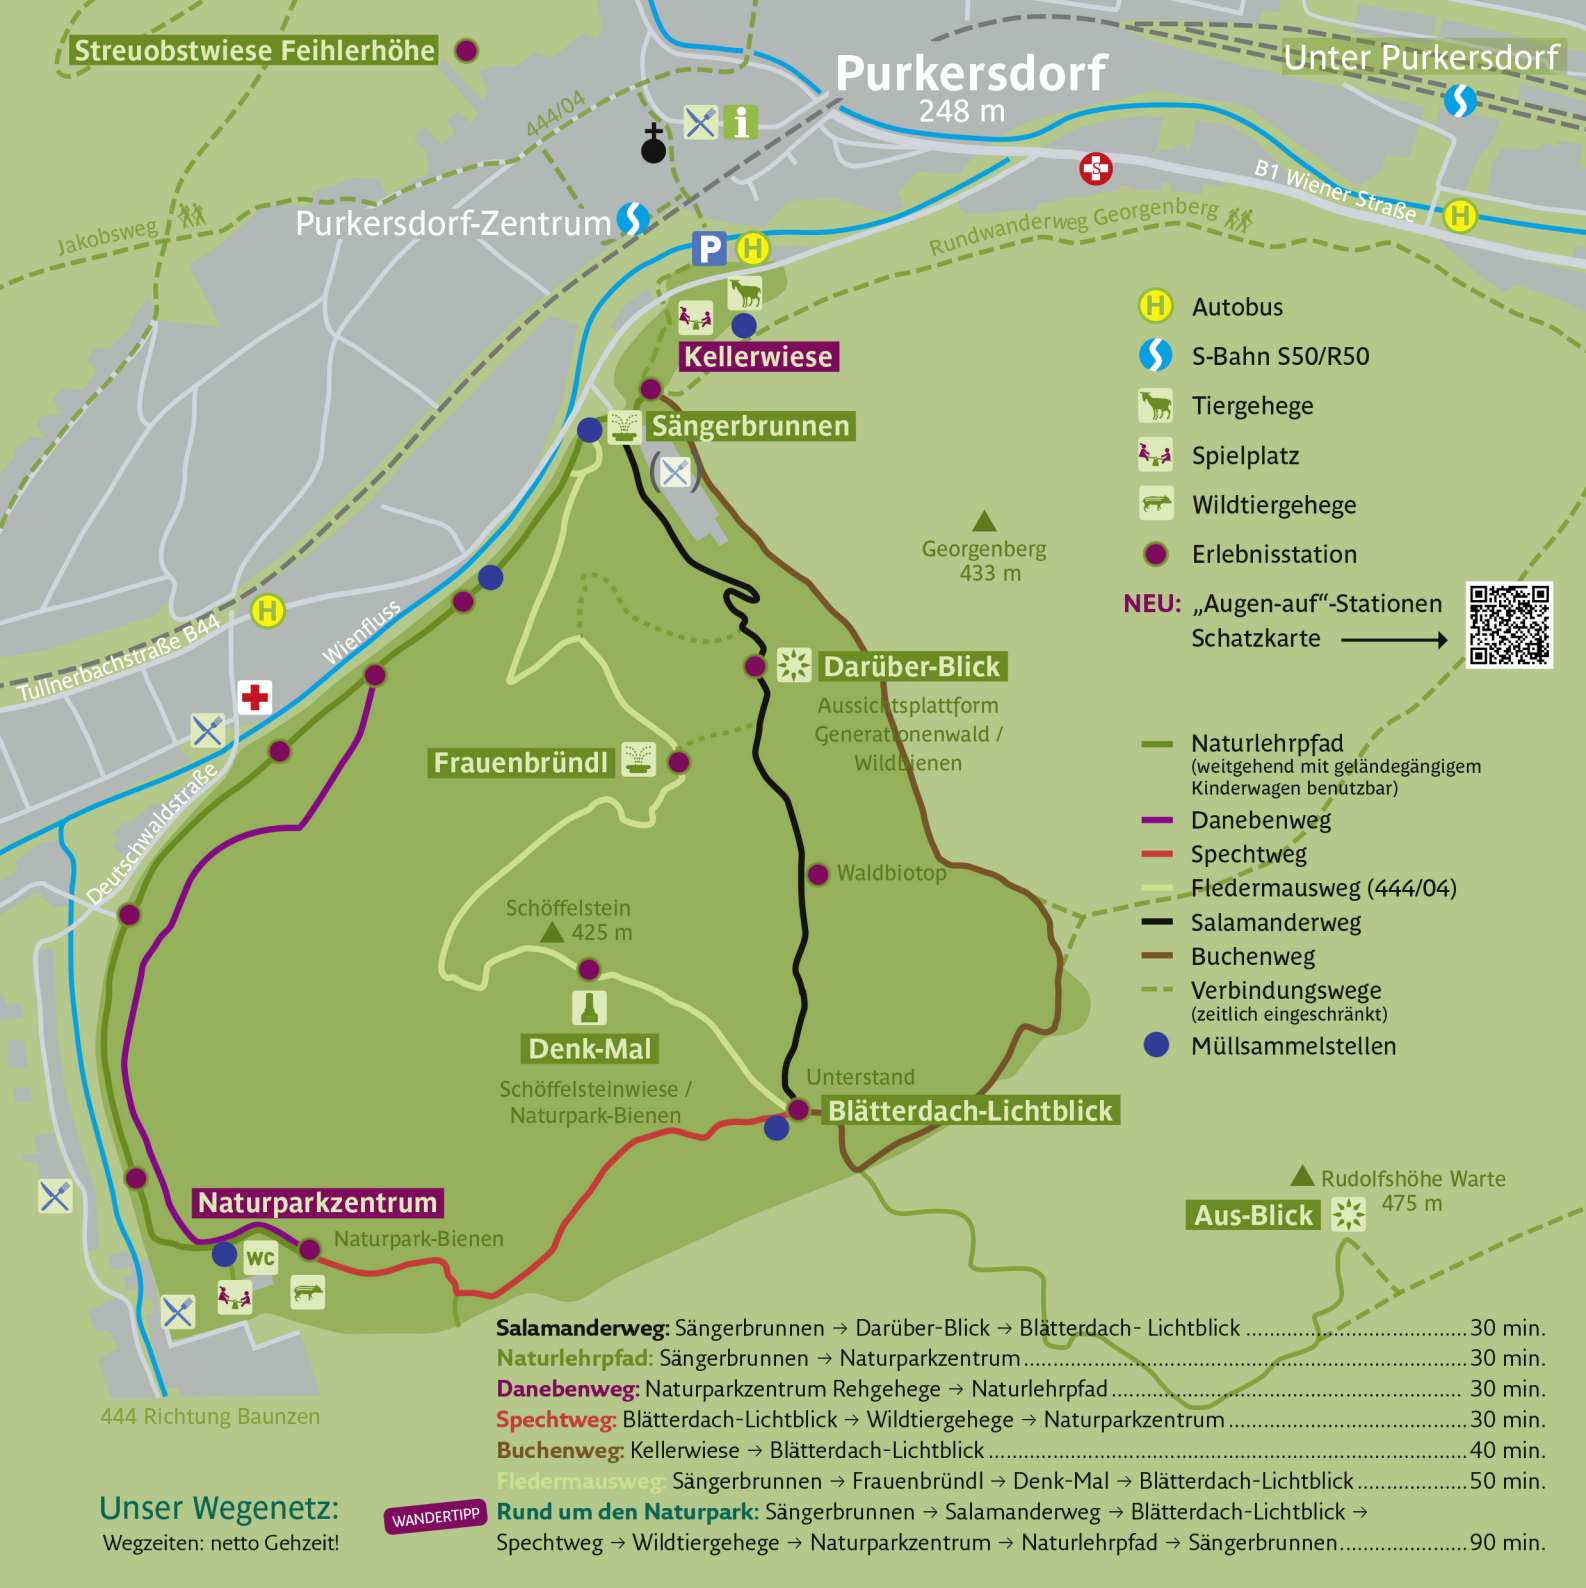 Streuobstwiese Feihlerhöhe
Purkersdorf
248 m
Unter Purkersdorf
444/04
i
S
B1 Wiener Straße
H
Jakobsweg
Purkersdorf-Zentrum
P
H
Rundwanderweg Georgenberg
Kellerwiese
Sängerbrunnen
Georgenberg
433 m
H
Tullnerbachstraße B44
Wienfluss
Deutschwaldstraße
Darüber-Blick
Aussichtsplattform
Generationenwald /
Wildbienen
Frauenbründl
Waldbiotop
Schöffelstein
425 m
Denk-Mal
Schöffelsteinwiese /
Naturpark-Bienen
Unterstand
Blätterdach-Lichtblick
Naturparkzentrum
Naturpark-Bienen
WC
Rudolfshöhe Warte
475 m
Aus-Blick
444 Richtung Baunzen
H Autobus
S-Bahn S50/R50
Tiergehege
Spielplatz
Wildtiergehege
Erlebnisstation
NEU: „Augen-auf“-Stationen
Schatzkarte
Naturlehrpfad
(weitgehend mit geländegängigem
Kinderwagen benützbar)
Danebenweg
Spechtweg
Fledermausweg (444/04)
Salamanderweg
Buchenweg
Verbindungswege
(zeitlich eingeschränkt)
Müllsammelstellen
Salamanderweg: Sängerbrunnen → Darüber-Blick → Blätterdach- Lichtblick ..... 30 min.
Naturlehrpfad: Sängerbrunnen → Naturparkzentrum ..... 30 min.
Danebenweg: Naturparkzentrum Rehgehege → Naturlehrpfad ..... 30 min.
Spechtweg: Blätterdach-Lichtblick → Wildtiergehege → Naturparkzentrum ..... 30 min.
Buchenweg: Kellerwiese → Blätterdach-Lichtblick ..... 40 min.
Fledermausweg: Sängerbrunnen → Frauenbründl → Denk-Mal → Blätterdach-Lichtblick ..... 50 min.
Unser Wegenetz:
Wegzeiten: netto Gehzeit!
WANDERTIPP
Rund um den Naturpark: Sängerbrunnen → Salamanderweg → Blätterdach-Lichtblick →
Spechtweg → Wildtiergehege → Naturparkzentrum → Naturlehrpfad → Sängerbrunnen ..... 90 min.